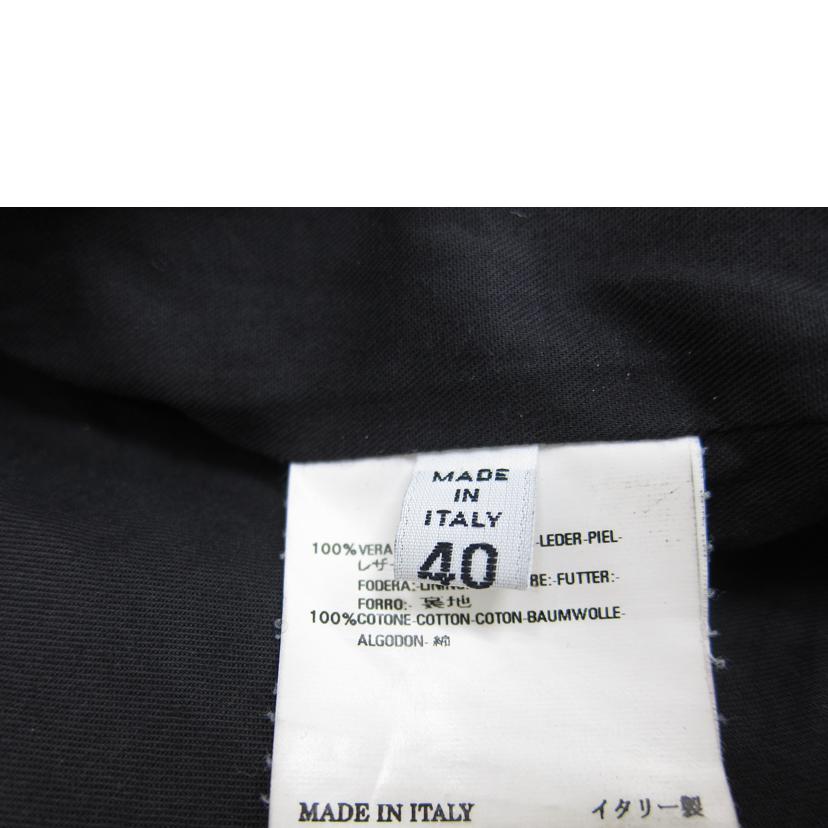 MADE
IN
ITALY
40
100% VERA -LEDER-PIEL-
レザ
FODERA:- RE:-FUTTER:-
FORRO:- 裏地
100%COTONE-COTTON-COTON-BAUMWOLLE-
ALGODON- 綿
MADE IN ITALY イタリー製